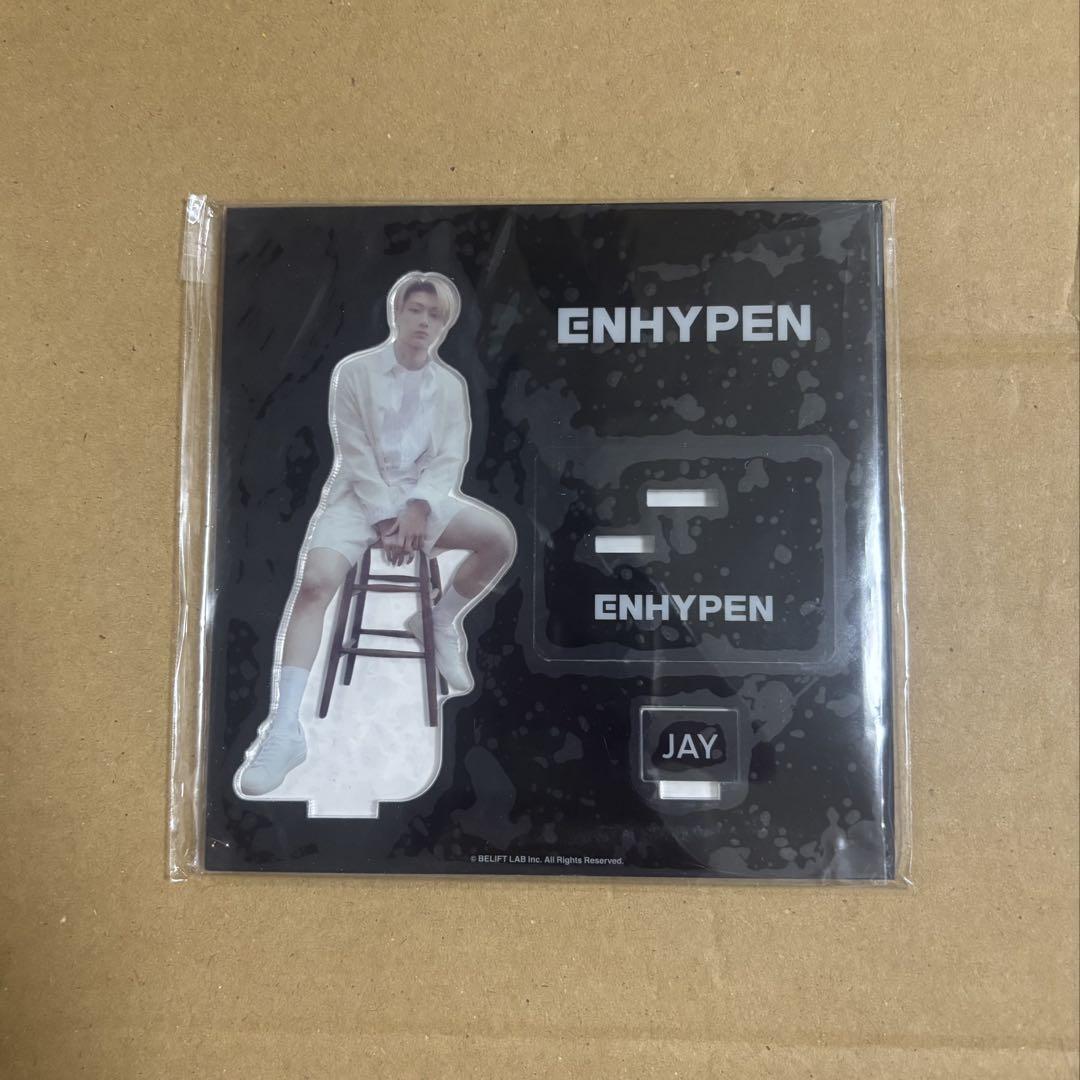 ENHYPEN
ENHYPEN
JAY
© BELIFT LAB Inc. All Rights Reserved.